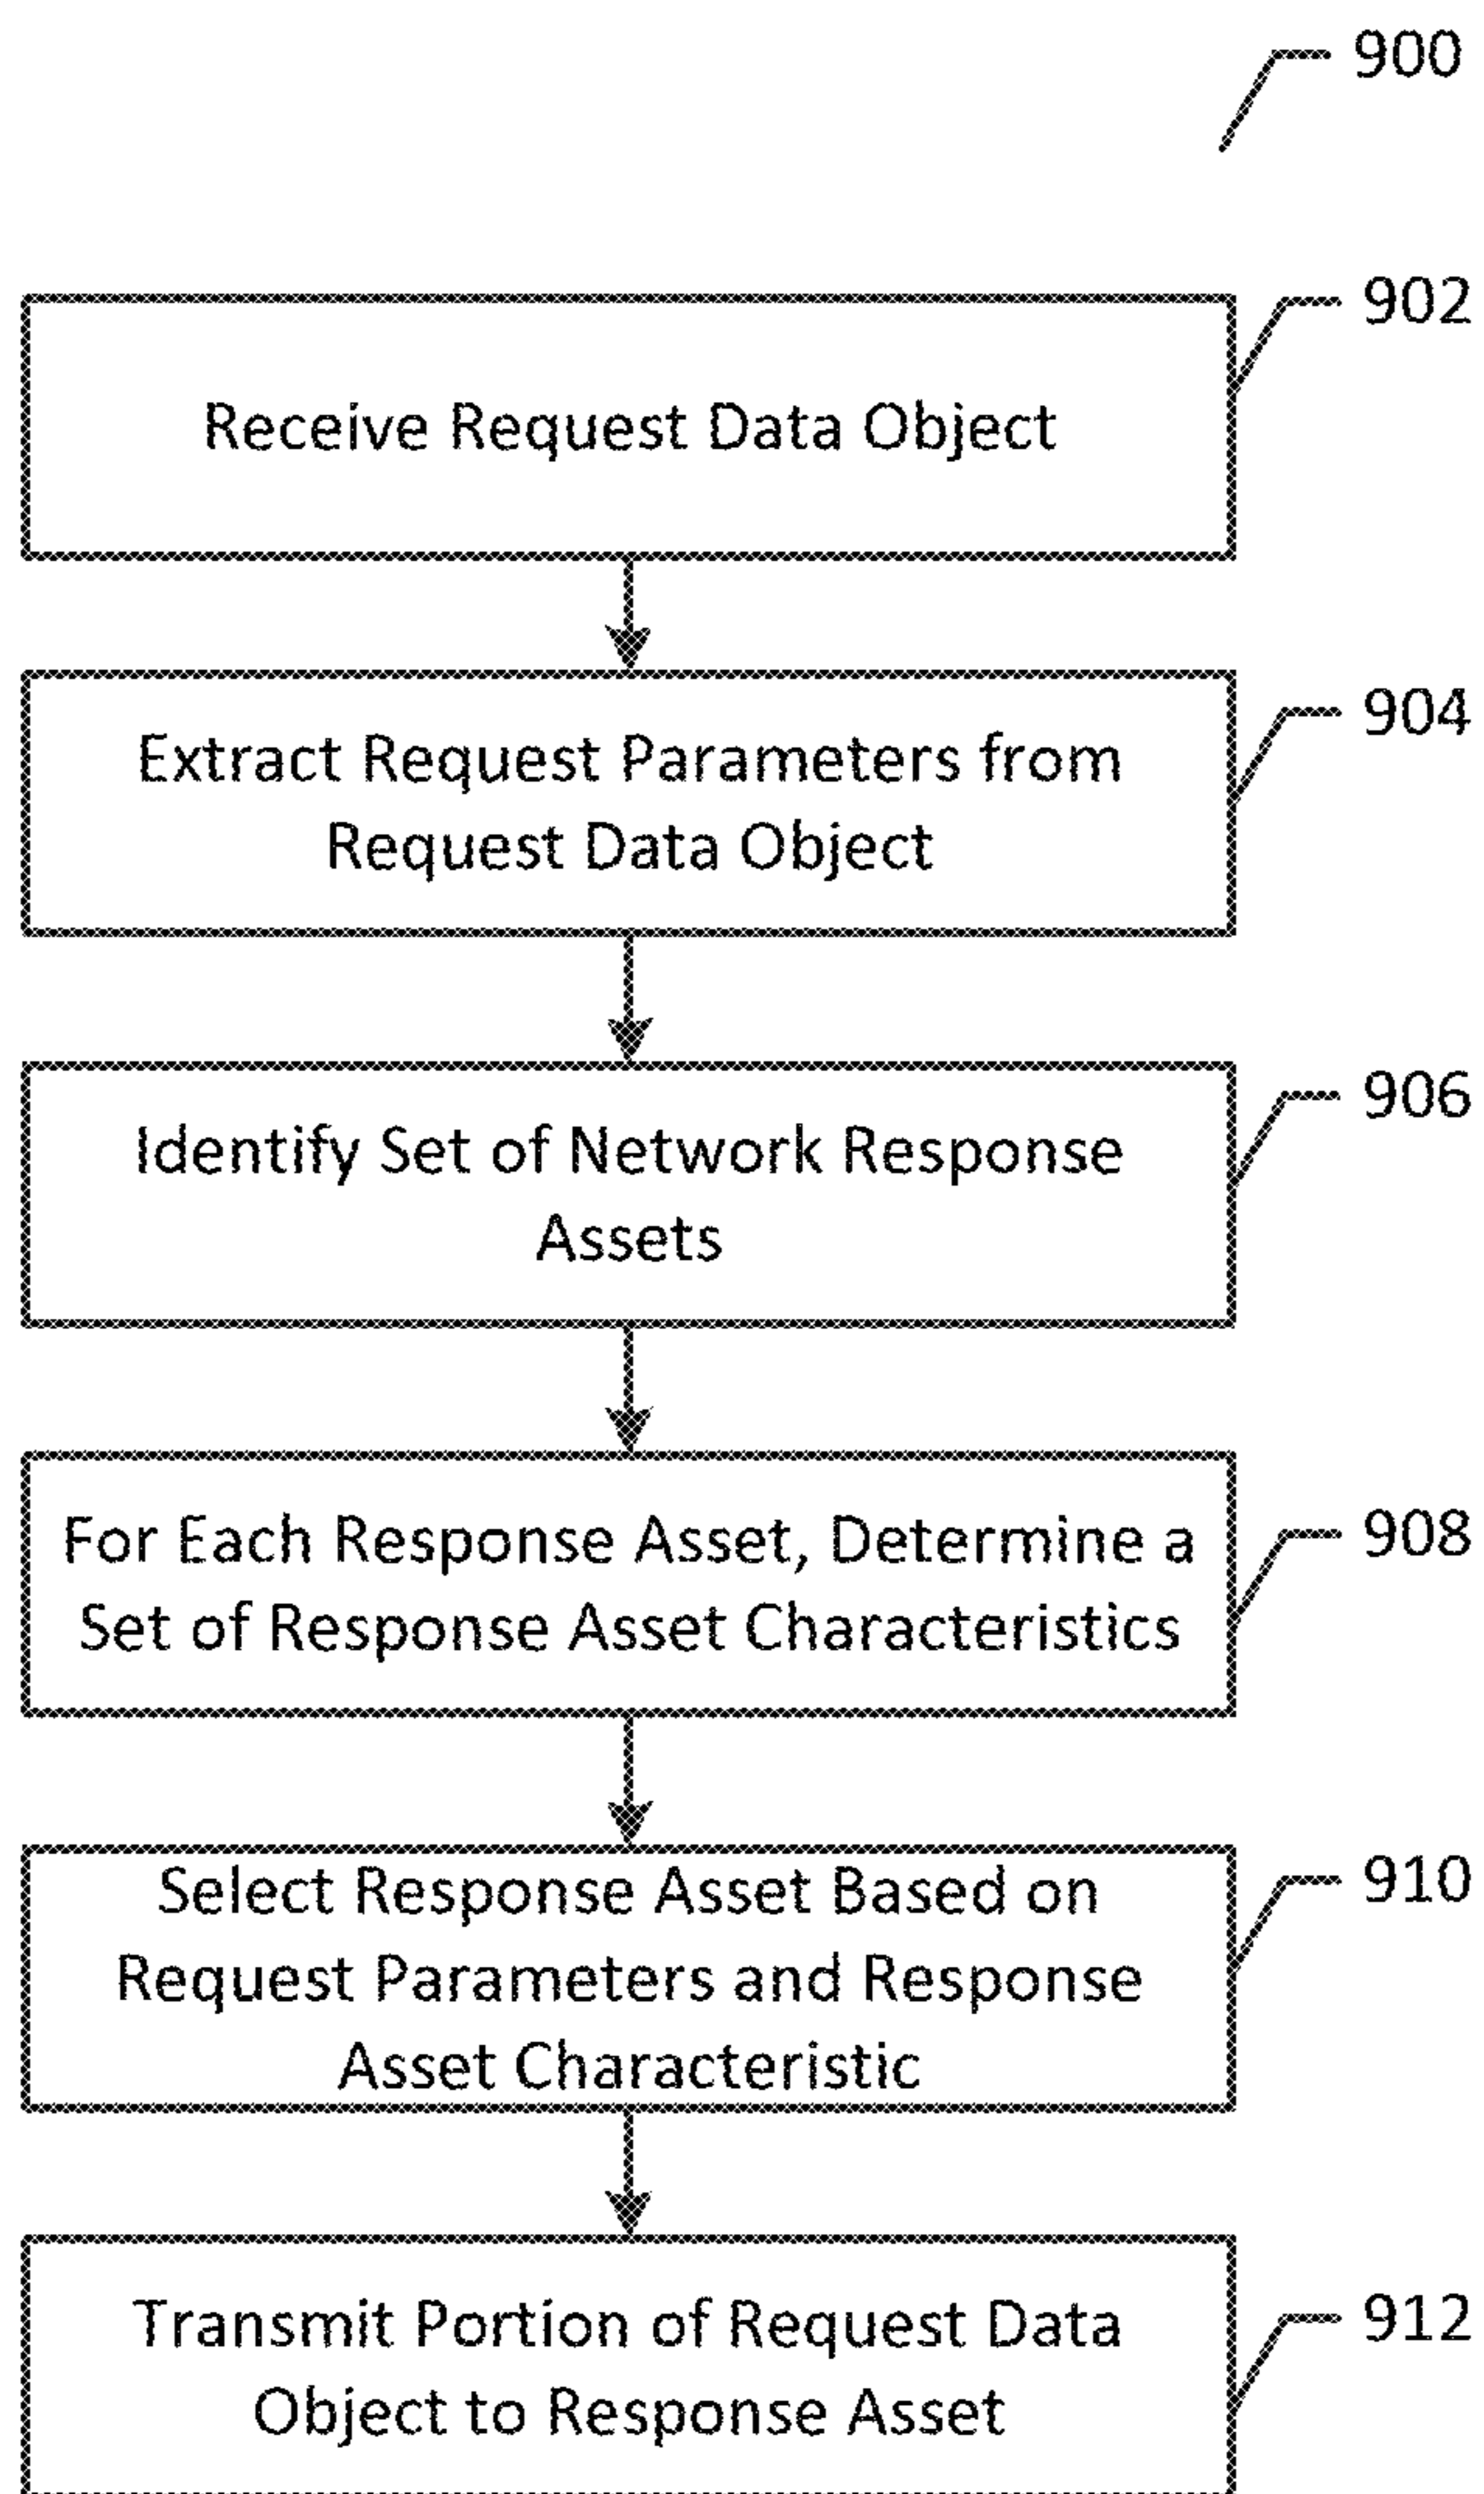 900
902
Receive Request Data Object
904
Extract Request Parameters from
Request Data Object
906
Identify Set of Network Response
Assets
908
For Each Response Asset, Determine a
Set of Response Asset Characteristics
910
Select Response Asset Based on
Request Parameters and Response
Asset Characteristic
912
Transmit Portion of Request Data
Object to Response Asset